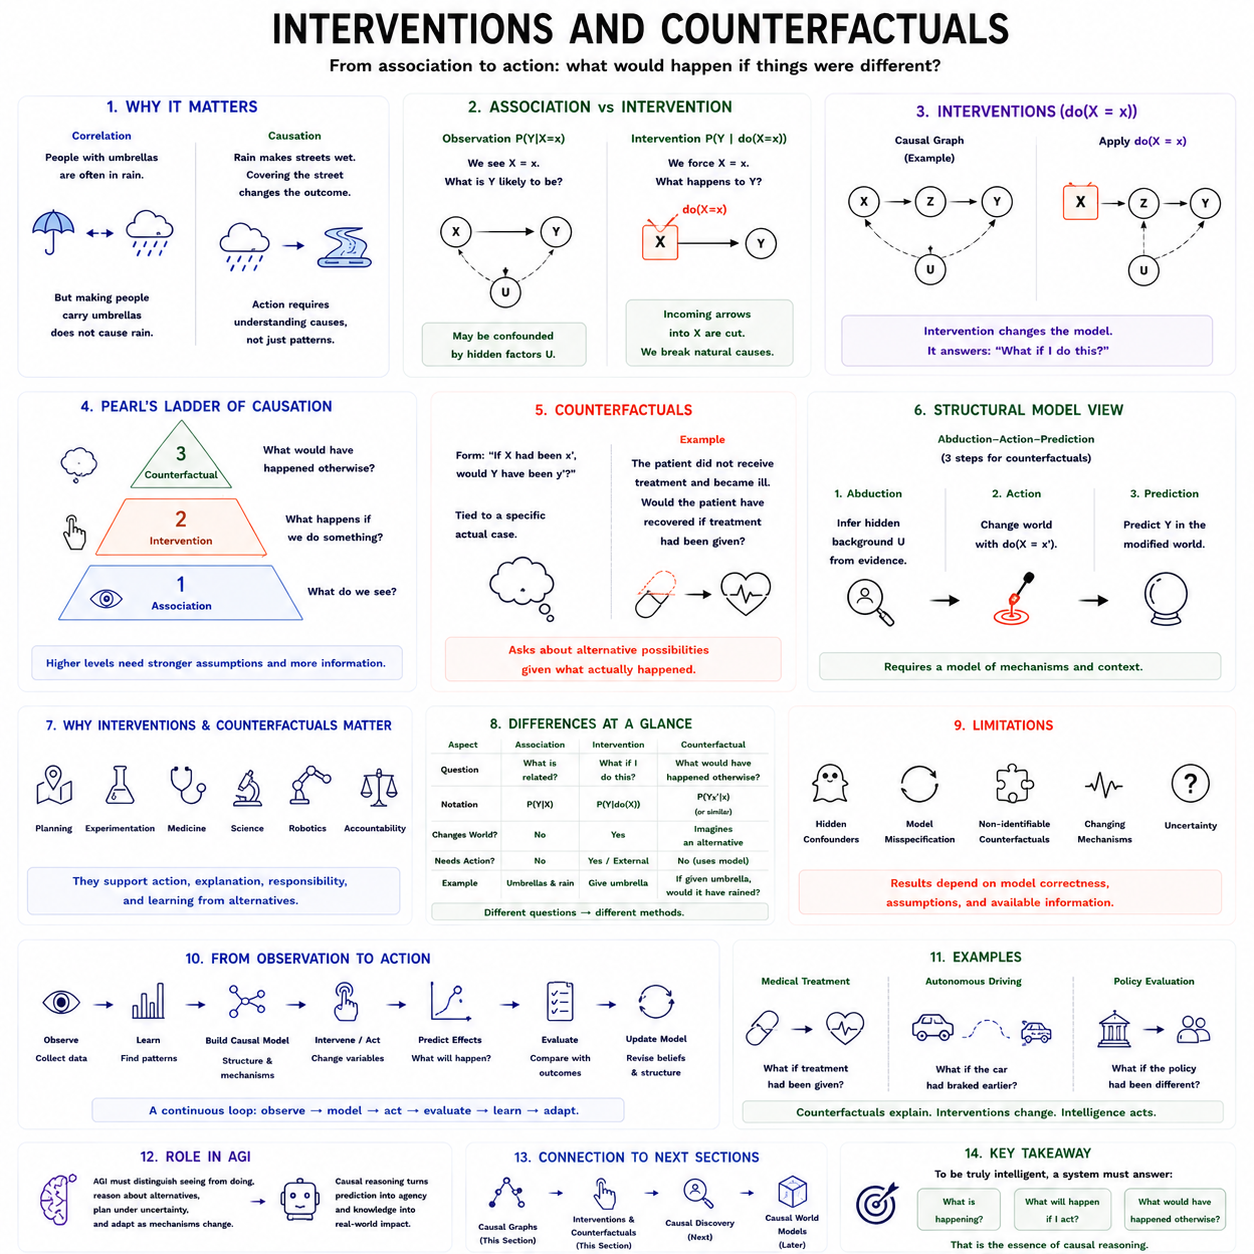 INTERVENTIONS AND COUNTERFACTUALS
From association to action: what would happen if things were different?
1. WHY IT MATTERS
Correlation
People with umbrellas
are often in rain.
But making people
carry umbrellas
does not cause rain.
Causation
Rain makes streets wet.
Covering the street
changes the outcome.
Action requires
understanding causes,
not just patterns.
2. ASSOCIATION vs INTERVENTION
Observation P(Y|X=x)
We see X = x.
What is Y likely to be?
X
Y
U
May be confounded
by hidden factors U.
Intervention P(Y | do(X=x))
We force X = x.
What happens to Y?
do(X=x)
X
Y
Incoming arrows
into X are cut.
We break natural causes.
3. INTERVENTIONS (do(X = x))
Causal Graph
(Example)
X
Z
Y
U
Apply do(X = x)
X
Z
Y
U
Intervention changes the model.
It answers: “What if I do this?”
4. PEARL’S LADDER OF CAUSATION
3
Counterfactual
What would have
happened otherwise?
2
Intervention
What happens if
we do something?
1
Association
What do we see?
Higher levels need stronger assumptions and more information.
5. COUNTERFACTUALS
Form: “If X had been x’,
would Y have been y’?”
Tied to a specific
actual case.
Example
The patient did not receive
treatment and became ill.
Would the patient have
recovered if treatment
had been given?
Asks about alternative possibilities
given what actually happened.
6. STRUCTURAL MODEL VIEW
Abduction–Action–Prediction
(3 steps for counterfactuals)
1. Abduction
Infer hidden
background U
from evidence.
2. Action
Change world
with do(X = x’).
3. Prediction
Predict Y in the
modified world.
Requires a model of mechanisms and context.
7. WHY INTERVENTIONS & COUNTERFACTUALS MATTER
Planning
Experimentation
Medicine
Science
Robotics
Accountability
They support action, explanation, responsibility,
and learning from alternatives.
8. DIFFERENCES AT A GLANCE
Aspect Association Intervention Counterfactual
Question What is related? What if I do this? What would have happened otherwise?
Notation P(Y|X) P(Y|do(X)) P(Yx’|x) (or similar)
Changes World? No Yes Imagines an alternative
Needs Action? No Yes / External No (uses model)
Example Umbrellas & rain Give umbrella If given umbrella, would it have rained?
Different questions → different methods.
9. LIMITATIONS
Hidden
Confounders
Model
Misspecification
Non-identifiable
Counterfactuals
Changing
Mechanisms
?
Uncertainty
Results depend on model correctness,
assumptions, and available information.
10. FROM OBSERVATION TO ACTION
Observe
Collect data
Learn
Find patterns
Build Causal Model
Structure &
mechanisms
Intervene / Act
Change variables
Predict Effects
What will happen?
Evaluate
Compare with
outcomes
Update Model
Revise beliefs
& structure
A continuous loop: observe → model → act → evaluate → learn → adapt.
11. EXAMPLES
Medical Treatment
What if treatment
had been given?
Autonomous Driving
What if the car
had braked earlier?
Policy Evaluation
What if the policy
had been different?
Counterfactuals explain. Interventions change. Intelligence acts.
12. ROLE IN AGI
AGI must distinguish seeing from doing,
reason about alternatives,
plan under uncertainty,
and adapt as mechanisms change.
Causal reasoning turns
prediction into agency
and knowledge into
real-world impact.
13. CONNECTION TO NEXT SECTIONS
Causal Graphs
(This Section)
Interventions &
Counterfactuals
(This Section)
Causal Discovery
(Next)
Causal World
Models
(Later)
14. KEY TAKEAWAY
To be truly intelligent, a system must answer:
What is
happening?
What will happen
if I act?
What would have
happened otherwise?
That is the essence of causal reasoning.